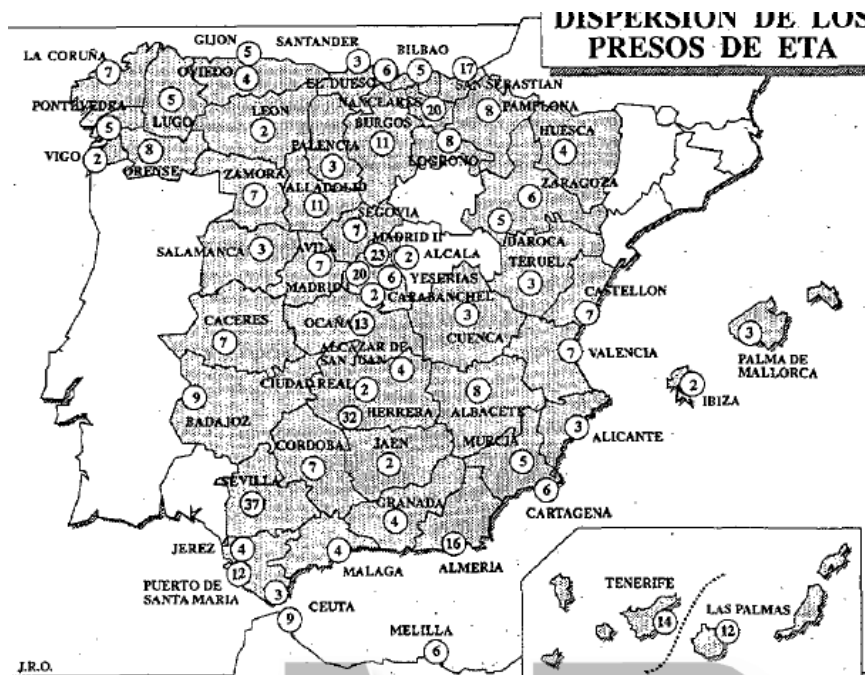 DISPERSION DE LOS
PRESOS DE ETA
GIJON
5
SANTANDER
3
BILBAO
5
17
LA CORUÑA
7
OVIEDO
4
EL DUESO
6
SAN SEBASTIAN
PONTEVEDRA
5
LUGO
5
LEON
2
NANCLARES
20
PAMPLONA
8
BURGOS
11
HUESCA
4
VIGO
2
ORENSE
8
PALENCIA
3
LOGROÑO
8
ZAMORA
7
VALLADOLID
11
ZARAGOZA
6
SEGOVIA
7
DAROCA
5
SALAMANCA
3
AVILA
7
MADRID II
23
ALCALA
2
TERUEL
3
MADRID I
20
YESERIAS
6
CARABANCHEL
2
CASTELLON
7
CACERES
7
OCAÑA
13
CUENCA
3
VALENCIA
7
PALMA DE
MALLORCA
3
ALCAZAR DE
SAN JUAN
4
IBIZA
2
BADAJOZ
9
CIUDAD REAL
2
HERRERA
32
ALBACETE
8
ALICANTE
3
CORDOBA
7
JAEN
2
MURCIA
5
SEVILLA
37
CARTAGENA
6
GRANADA
4
JEREZ
4
MALAGA
4
ALMERIA
16
PUERTO DE
SANTA MARIA
12
3
CEUTA
9
MELILLA
6
TENERIFE
14
LAS PALMAS
12
J.R.O.